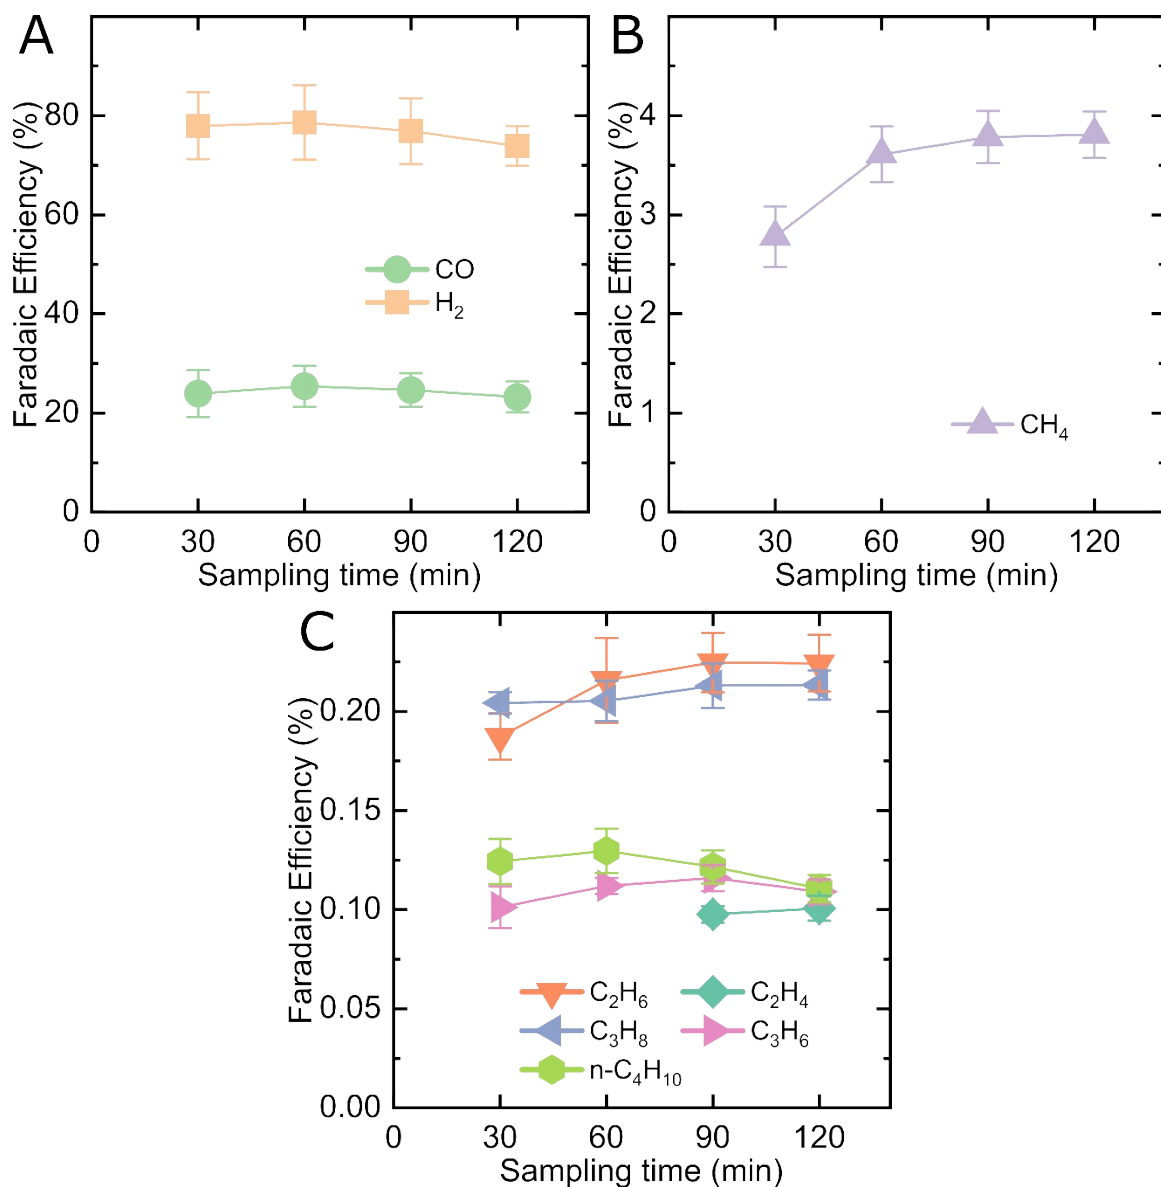 A
Faradaic Efficiency (%)
80
60
40
20
0
CO
H₂
0 30 60 90 120
Sampling time (min)
B
Faradaic Efficiency (%)
4
3
2
1
0
CH₄
0 30 60 90 120
Sampling time (min)
C
Faradaic Efficiency (%)
0.20
0.15
0.10
0.05
0.00
C₂H₆ C₂H₄
C₃H₈ C₃H₆
n-C₄H₁₀
0 30 60 90 120
Sampling time (min)